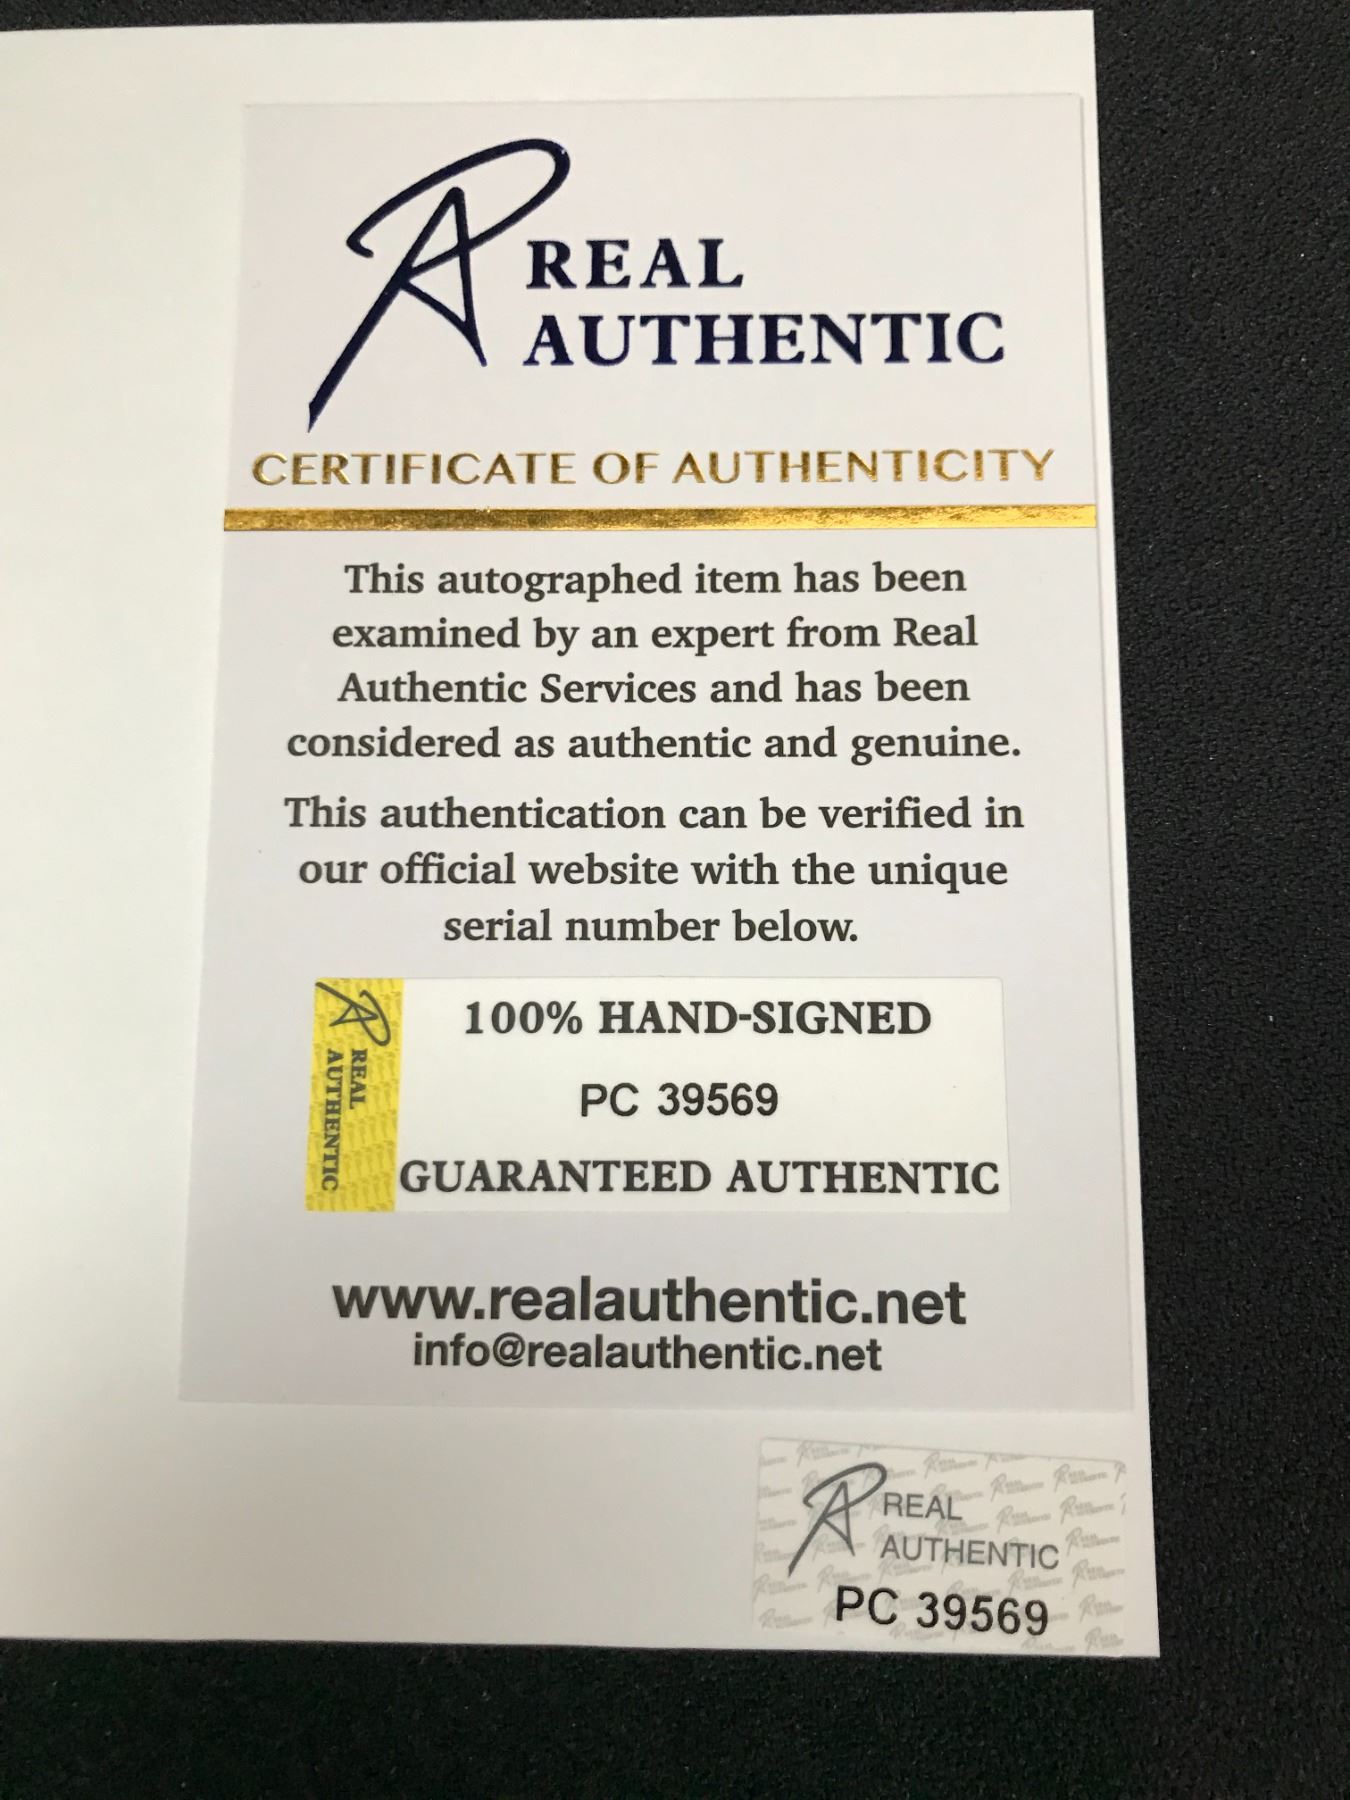 REAL
AUTHENTIC
CERTIFICATE OF AUTHENTICITY
This autographed item has been
examined by an expert from Real
Authentic Services and has been
considered as authentic and genuine.
This authentication can be verified in
our official website with the unique
serial number below.
REAL
AUTHENTIC
100% HAND-SIGNED
PC 39569
GUARANTEED AUTHENTIC
www.realauthentic.net
info@realauthentic.net
REAL
AUTHENTIC
PC 39569